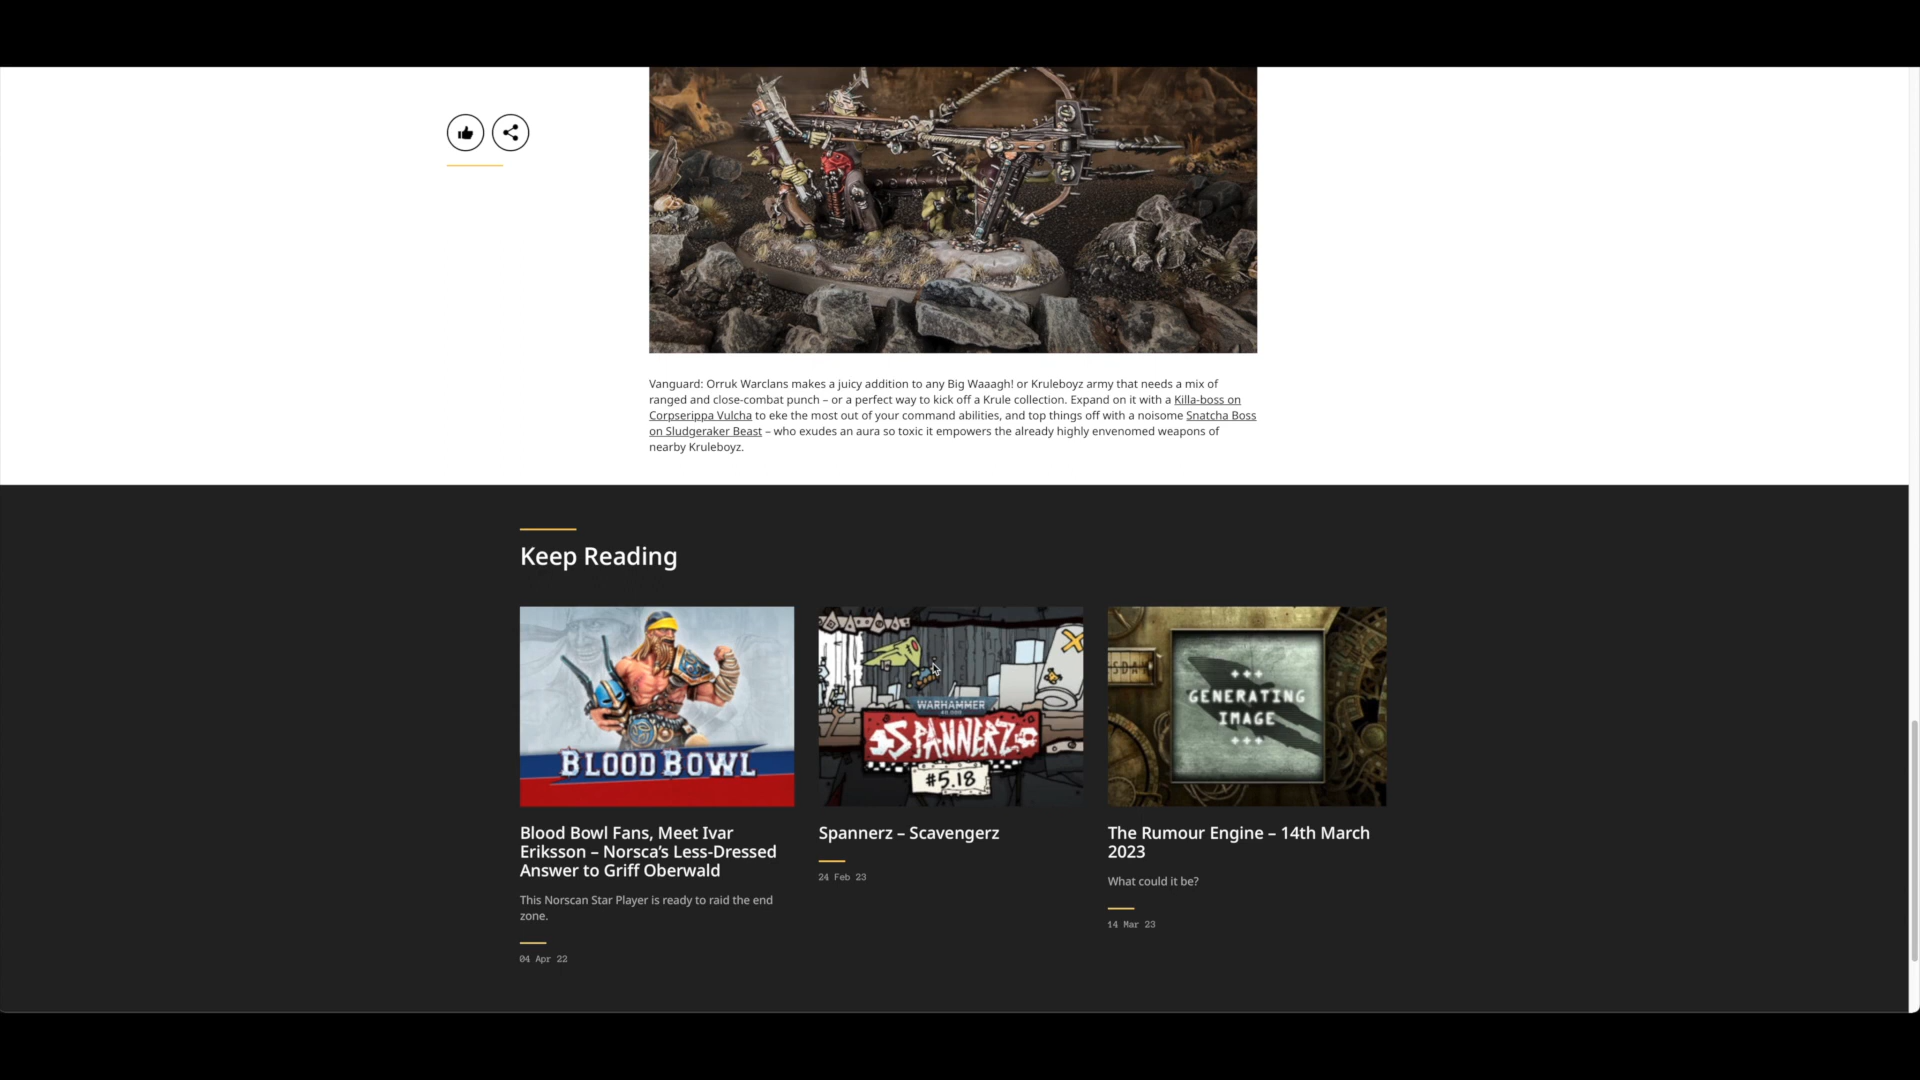 Vanguard: Orruk Warclans makes a juicy addition to any Big Waaagh! or Kruleboyz army that needs a mix of
ranged and close-combat punch – or a perfect way to kick off a Krule collection. Expand on it with a Killa-boss on
Corpserippa Vulcha to eke the most out of your command abilities, and top things off with a noisome Snatcha Boss
on Sludgeraker Beast – who exudes an aura so toxic it empowers the already highly envenomed weapons of
nearby Kruleboyz.
Keep Reading
BLOOD BOWL
Blood Bowl Fans, Meet Ivar
Eriksson – Norsca’s Less-Dressed
Answer to Griff Oberwald
This Norscan Star Player is ready to raid the end
zone.
04 Apr 22
WARHAMMER
40,000
SPANNERZ
#5.18
Spannerz – Scavengerz
24 Feb 23
SDA
+++
GENERATING
IMAGE
+++
The Rumour Engine – 14th March
2023
What could it be?
14 Mar 23